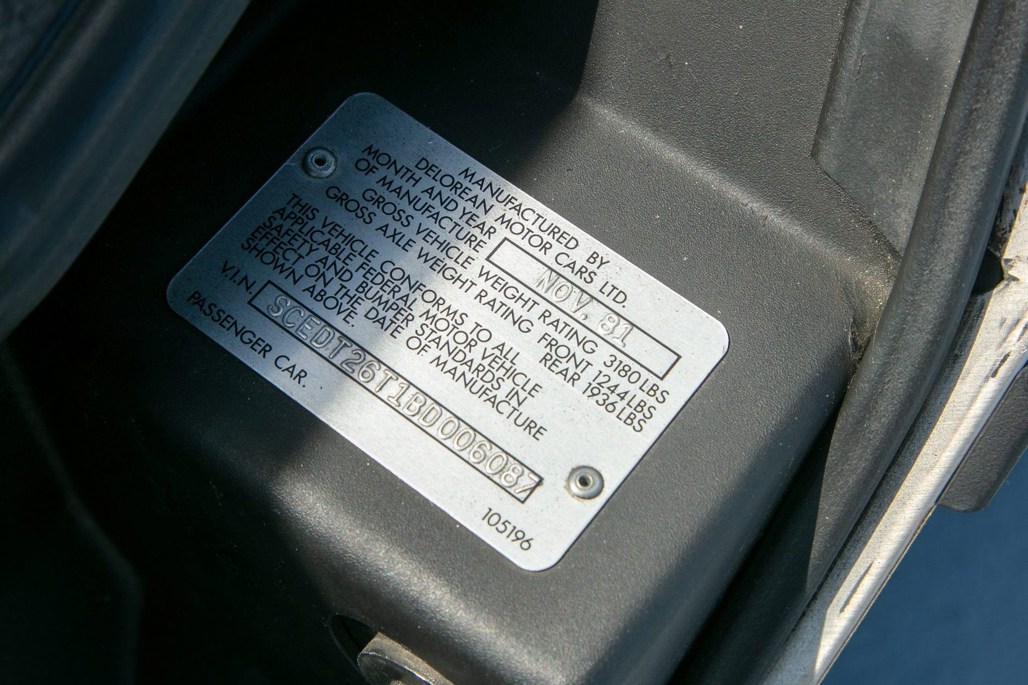 MANUFACTURED BY
DELOREAN MOTOR CARS, LTD.
MONTH AND YEAR
OF MANUFACTURE NOV, 81
GROSS VEHICLE WEIGHT RATING 3180 LBS
GROSS AXLE WEIGHT RATING FRONT 1244 LBS
REAR 1936 LBS
THIS VEHICLE CONFORMS TO ALL
APPLICABLE FEDERAL MOTOR VEHICLE
SAFETY AND BUMPER STANDARDS IN
EFFECT ON THE DATE OF MANUFACTURE
SHOWN ABOVE.
V.I.N. SCEDT26T1BD006087
PASSENGER CAR.
105196